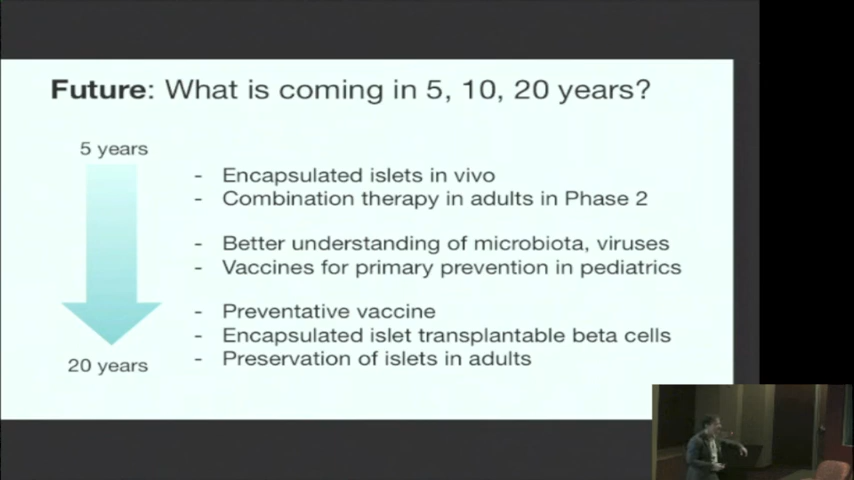 Future: What is coming in 5, 10, 20 years?
5 years
- Encapsulated islets in vivo
- Combination therapy in adults in Phase 2
- Better understanding of microbiota, viruses
- Vaccines for primary prevention in pediatrics
- Preventative vaccine
- Encapsulated islet transplantable beta cells
- Preservation of islets in adults
20 years